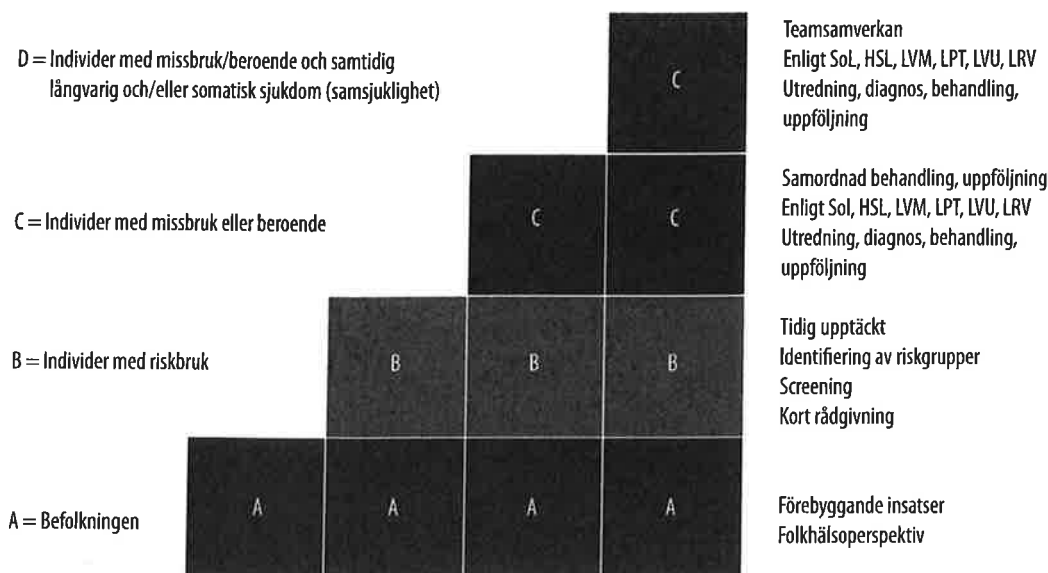 D = Individer med missbruk/beroende och samtidig
långvarig och/eller somatisk sjukdom (samsjuklighet)
C
Teamsamverkan
Enligt SoL, HSL, LVM, LPT, LVU, LRV
Utredning, diagnos, behandling,
uppföljning
C = Individer med missbruk eller beroende
C C
Samordnad behandling, uppföljning
Enligt Sol, HSL, LVM, LPT, LVU, LRV
Utredning, diagnos, behandling,
uppföljning
B = Individer med riskbruk
B B B
Tidig upptäckt
Identifiering av riskgrupper
Screening
Kort rådgivning
A = Befolkningen
A A A A
Förebyggande insatser
Folkhälsoperspektiv